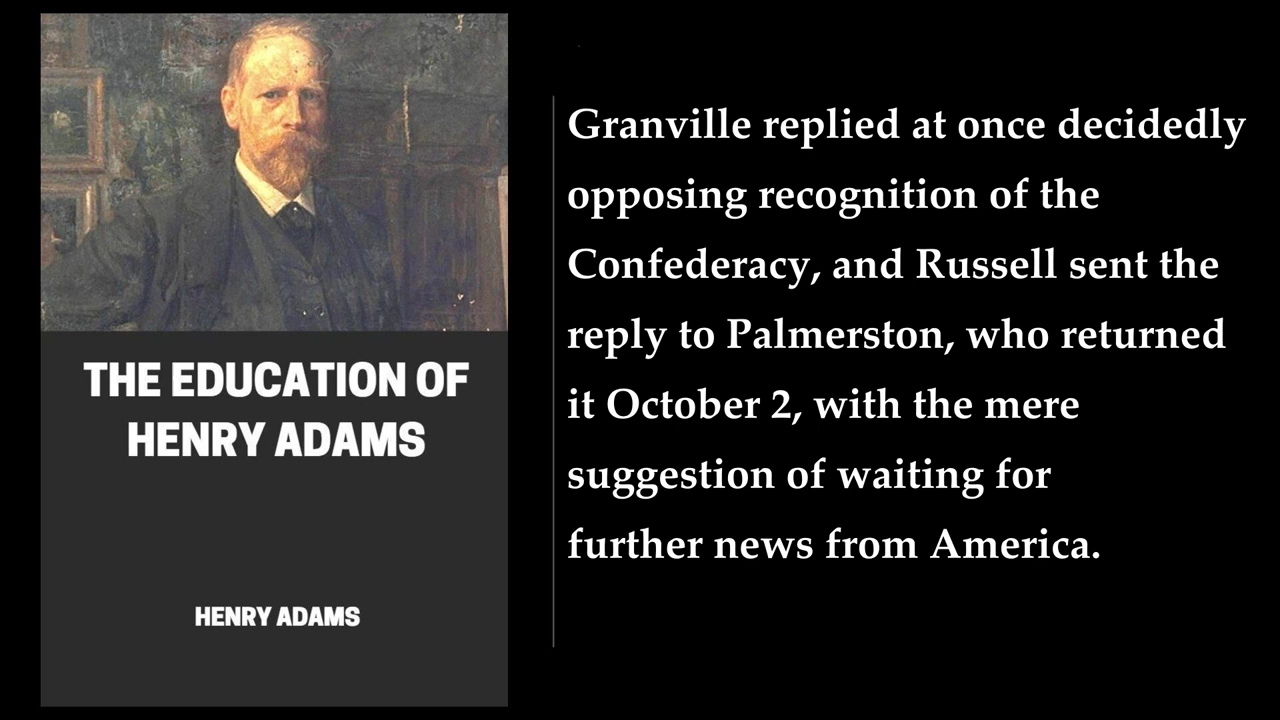 THE EDUCATION OF
HENRY ADAMS
HENRY ADAMS
Granville replied at once decidedly
opposing recognition of the
Confederacy, and Russell sent the
reply to Palmerston, who returned
it October 2, with the mere
suggestion of waiting for
further news from America.